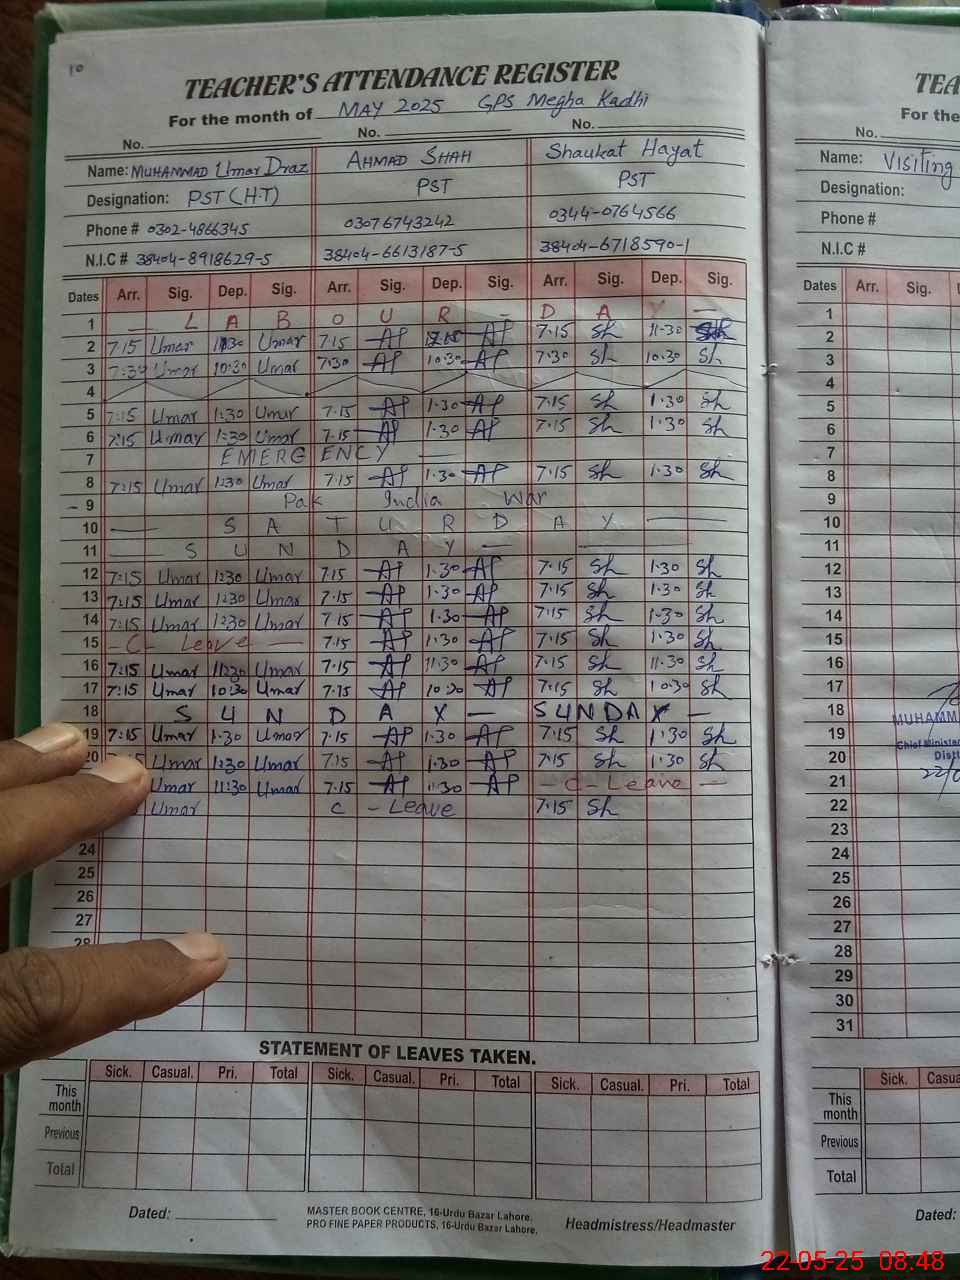 10
TEACHER'S ATTENDANCE REGISTER
For the month of MAY 2025 GPS Megha Kadhi
No. No. No.
Name: MUHAMMAD Umar Draz AHMAD SHAH Shaukat Hayat
Designation: PST (H.T) PST PST
Phone # 0302-4866345 03076743242 0344-0764566
N.I.C # 38404-8918629-5 38404-6613187-5 38404-6718590-1
Dates Arr. Sig. Dep. Sig. Arr. Sig. Dep. Sig. Arr. Sig. Dep. Sig.
1 — L A B O U R - D A Y -
2 7:15 Umar 11:30 Umar 7.15 AP AP 7.15 Sh 11.30 Sh
3 7:30 Umar 10:30 Umar 7.30 AP 10.30 AP 7.30 Sh 10.30 Sh
4
5 7:15 Umar 1:30 Umar 7.15 AP 1.30 AP 7.15 Sh 1.30 Sh
6 7:15 Umar 1:30 Umar 7.15 AP 1.30 AP 7.15 Sh 1.30 Sh
7 EMERGENCY —
8 7:15 Umar 1:30 Umar 7.15 AP 1.30 AP 7.15 Sh 1.30 Sh
9 Pak India War
10 — S A T U R D A Y —
11 — S U N D A Y — —
12 7:15 Umar 1:30 Umar 7.15 AP 1.30 AP 7.15 Sh 1.30 Sh
13 7:15 Umar 1:30 Umar 7.15 AP 1.30 AP 7.15 Sh 1.30 Sh
14 7:15 Umar 1:30 Umar 7.15 AP 1.30 AP 7.15 Sh 1.30 Sh
15 - C- Leave — 7.15 AP 1.30 AP 7.15 Sh 1.30 Sh
16 7:15 Umar 11:30 Umar 7.15 AP 11.30 AP 7.15 Sh 11.30 Sh
17 7:15 Umar 10:30 Umar 7.15 AP 10.30 AP 7.15 Sh 10.30 Sh
18 S U N D A Y — SUNDAY —
19 7:15 Umar 1.30 Umar 7.15 AP 1.30 AP 7.15 Sh 1.30 Sh
20 7:15 Umar 1:30 Umar 7.15 AP 1.30 AP 7.15 Sh 1.30 Sh
Umar 11:30 Umar 7.15 AP 11.30 AP - C- Leave —
Umar C - Leave 7.15 Sh
24
25
26
27
28
STATEMENT OF LEAVES TAKEN.
Sick. Casual. Pri. Total Sick. Casual. Pri. Total Sick. Casual. Pri. Total
This month
Previous
Total
Dated:
MASTER BOOK CENTRE, 16-Urdu Bazar Lahore.
PRO FINE PAPER PRODUCTS, 16-Urdu Bazar Lahore.
Headmistress/Headmaster
TEA
For the
No.
Name: Visiting
Designation:
Phone #
N.I.C #
Dates Arr. Sig.
1
2
3
4
5
6
7
8
9
10
11
12
13
14
15
16
17
18 MUHAMM
19 Chief Minist
20 Dist
21
22
23
24
25
26
27
28
29
30
31
Sick. Casua
This month
Previous
Total
Dated:
22-05-25 08:48